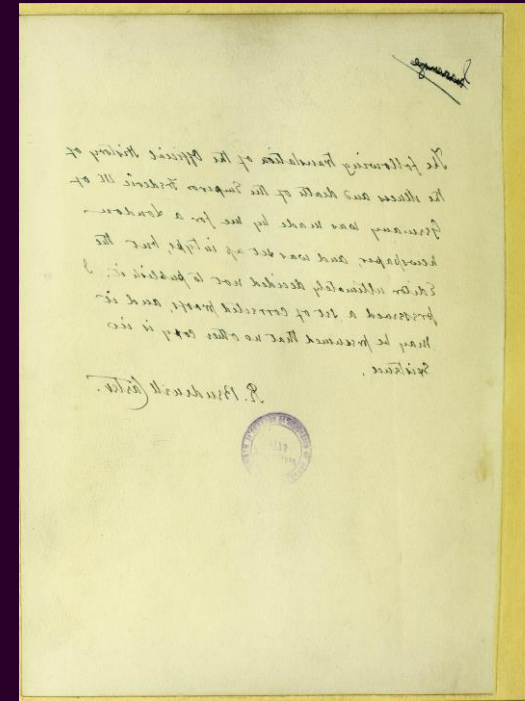 The following translation of the Official History of
the illness and death of the Emperor Frederic III of
Germany was made by me for a London
newspaper, and was set up in type, but the
Editor ultimately decided not to publish it. I
preserved a set of corrected proofs, and it
may be presumed that no other copy is in
Existence.
R. Brudenell Carter.